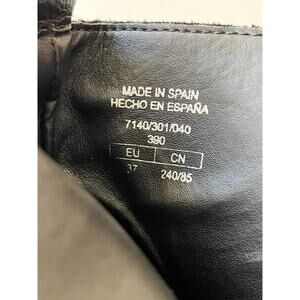 MADE IN SPAIN
HECHO EN ESPAÑA
7140/301/040
390
EU CN
37 240/85